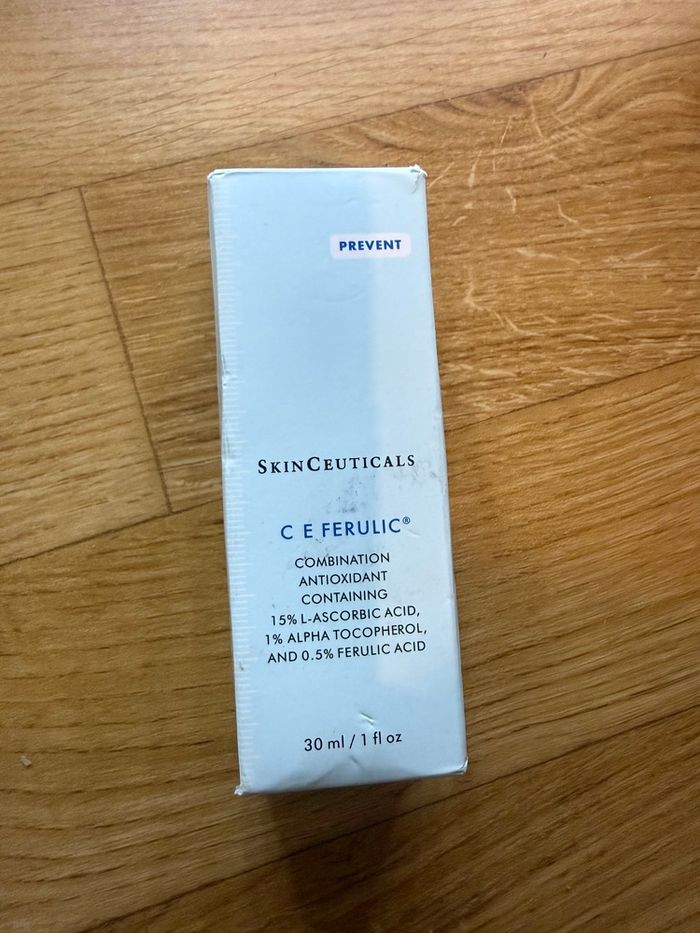 PREVENT
SKINCEUTICALS
C E FERULIC®
COMBINATION
ANTIOXIDANT
CONTAINING
15% L-ASCORBIC ACID,
1% ALPHA TOCOPHEROL,
AND 0.5% FERULIC ACID
30 ml / 1 fl oz